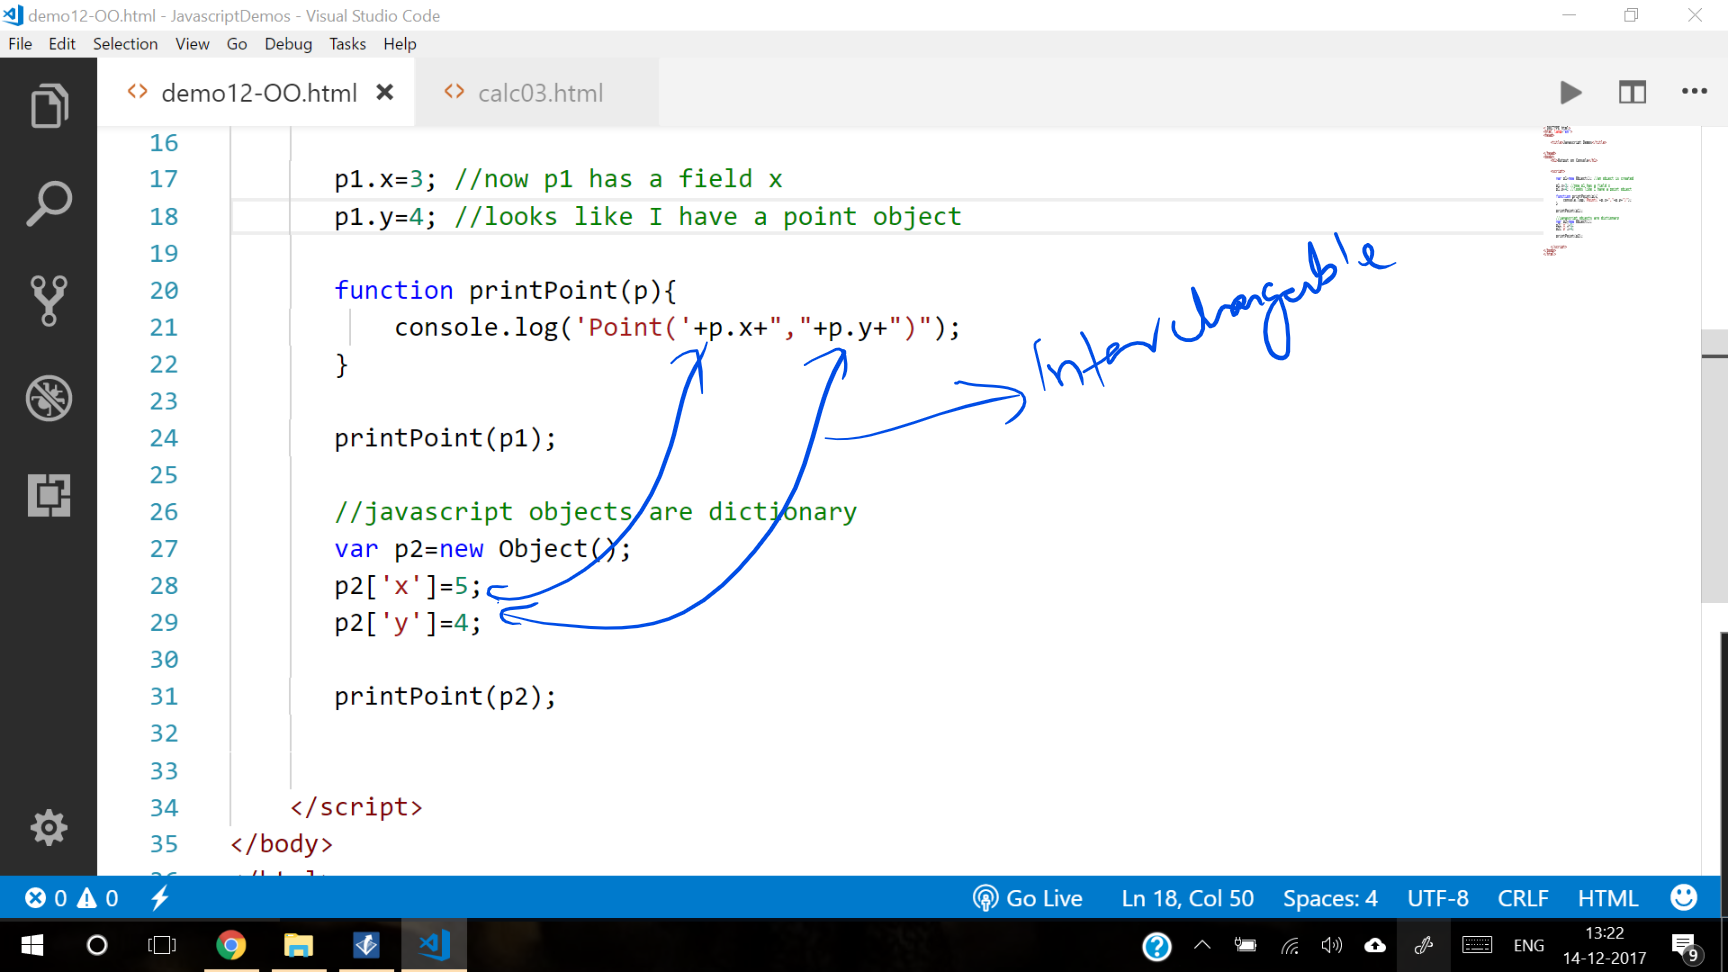 demo12-OO.html - JavascriptDemos - Visual Studio Code
File Edit Selection View Go Debug Tasks Help
demo12-OO.html calc03.html
16
17 p1.x=3; //now p1 has a field x
18 p1.y=4; //looks like I have a point object
19
20 function printPoint(p){
21 console.log('Point('+p.x+","+p.y+")");
22 }
Interchangable
23
24 printPoint(p1);
25
26 //javascript objects are dictionary
27 var p2=new Object();
28 p2['x']=5;
29 p2['y']=4;
30
31 printPoint(p2);
32
33
34 </script>
35 </body>
0 0 Go Live Ln 18, Col 50 Spaces: 4 UTF-8 CRLF HTML
ENG 13:22
14-12-2017 9